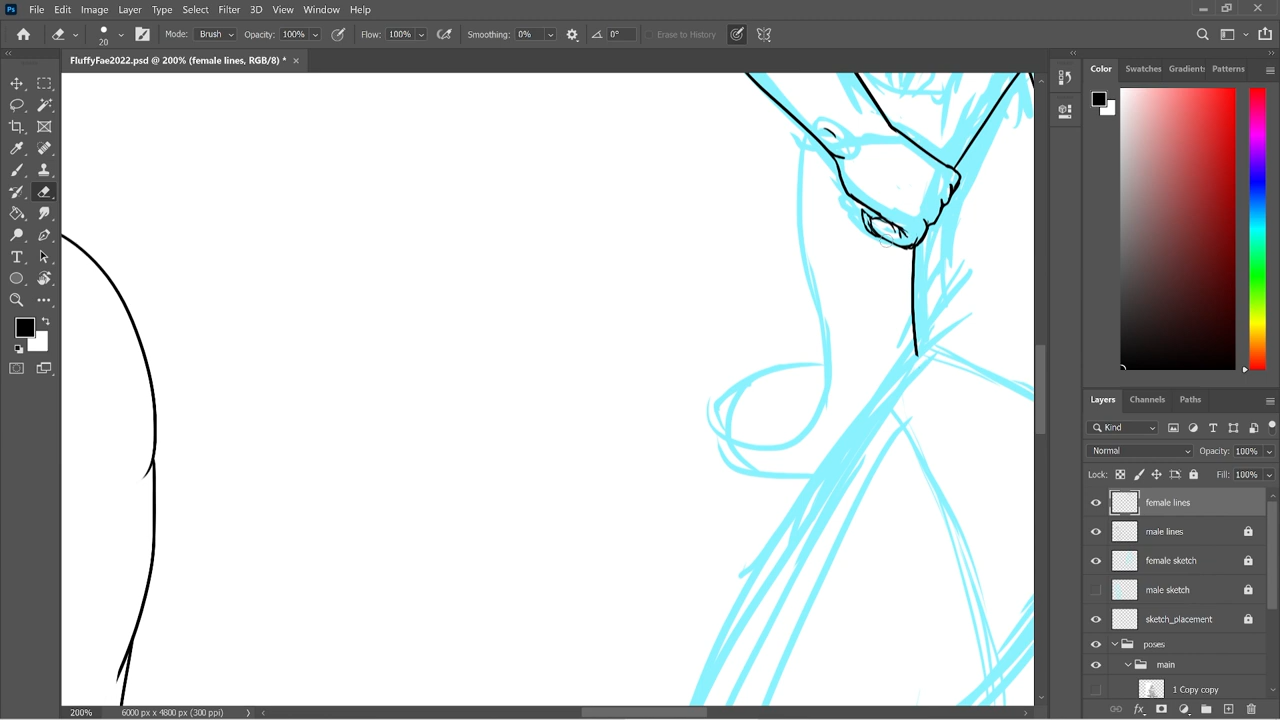 Ps File Edit Image Layer Type Select Filter 3D View Window Help
20 Mode: Brush Opacity: 100% Flow: 100% Smoothing: 0% 0° Erase to History
FluffyFae2022.psd @ 200% (female lines, RGB/8) * ×
Color Swatches Gradients Patterns
Layers Channels Paths
Kind
Normal Opacity: 100%
Lock: Fill: 100%
female lines
male lines
female sketch
male sketch
sketch_placement
poses
main
1 Copy copy
200% 6000 px x 4800 px (300 ppi)